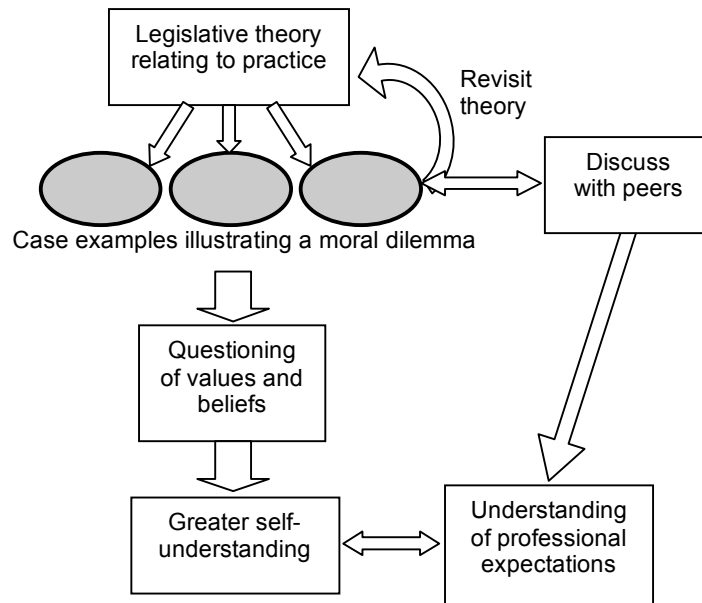 Legislative theory
relating to practice
Revisit
theory
Discuss
with peers
Case examples illustrating a moral dilemma
Questioning
of values and
beliefs
Greater self-
understanding
Understanding
of professional
expectations